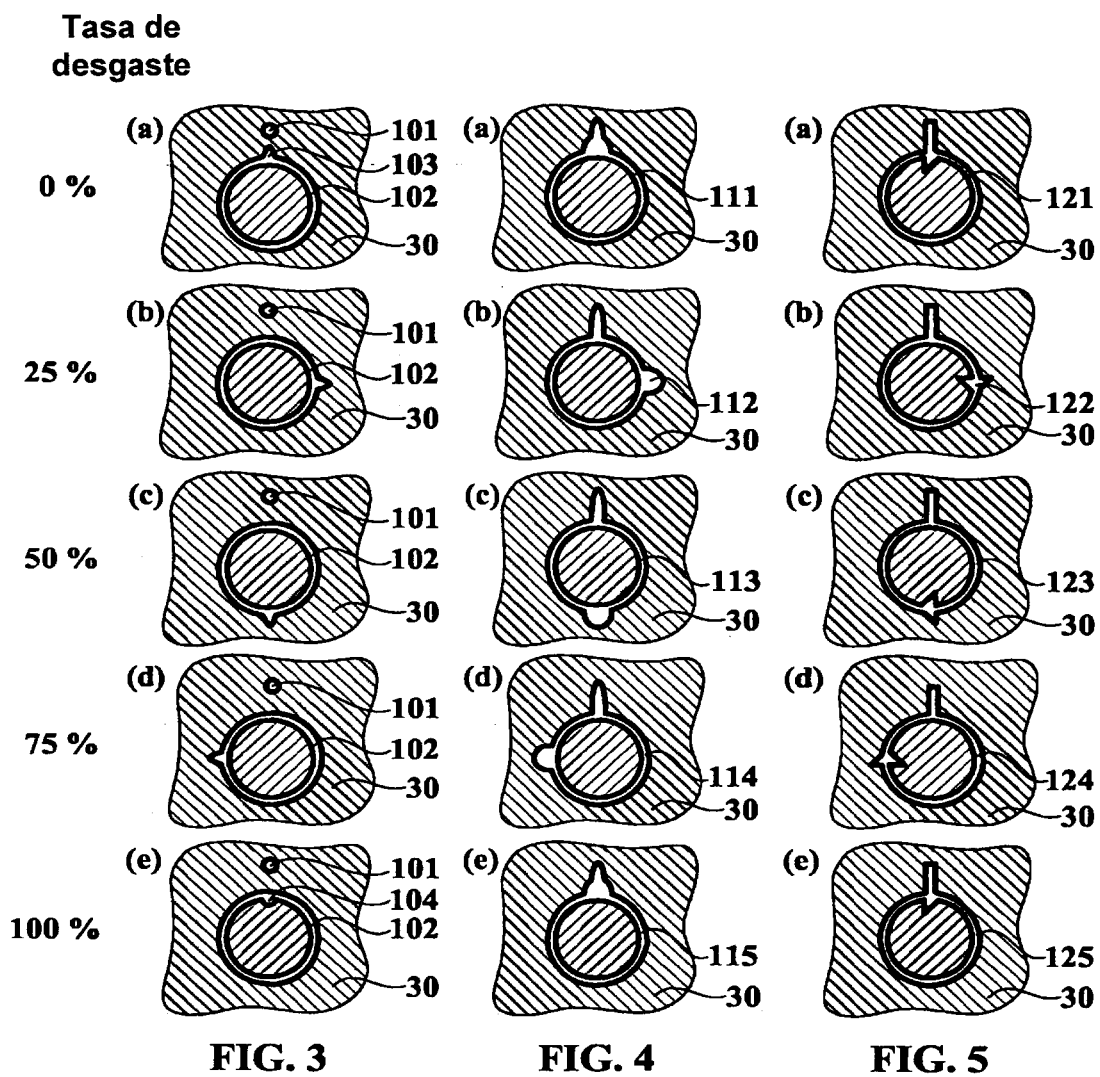 Tasa de
desgaste
0 %
(a) 101
103
102
30
(a)
111
30
(a)
121
30
25 %
(b) 101
102
30
(b)
112
30
(b)
122
30
50 %
(c) 101
102
30
(c)
113
30
(c)
123
30
75 %
(d) 101
102
30
(d)
114
30
(d)
124
30
100 %
(e) 101
104
102
30
(e)
115
30
(e)
125
30
FIG. 3 FIG. 4 FIG. 5